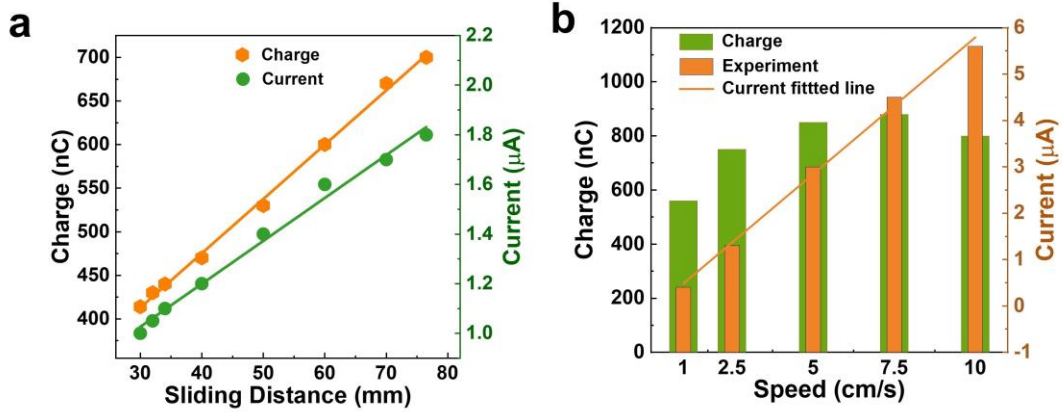 a
Charge
Current
Charge (nC)
700
650
600
550
500
450
400
2.2
2.0
1.8
1.6
1.4
1.2
1.0
Current (μA)
30 40 50 60 70 80
Sliding Distance (mm)
b
Charge
Experiment
Current fittted line
Charge (nC)
1200
1000
800
600
400
200
0
6
5
4
3
2
1
0
-1
Current (μA)
1 2.5 5 7.5 10
Speed (cm/s)